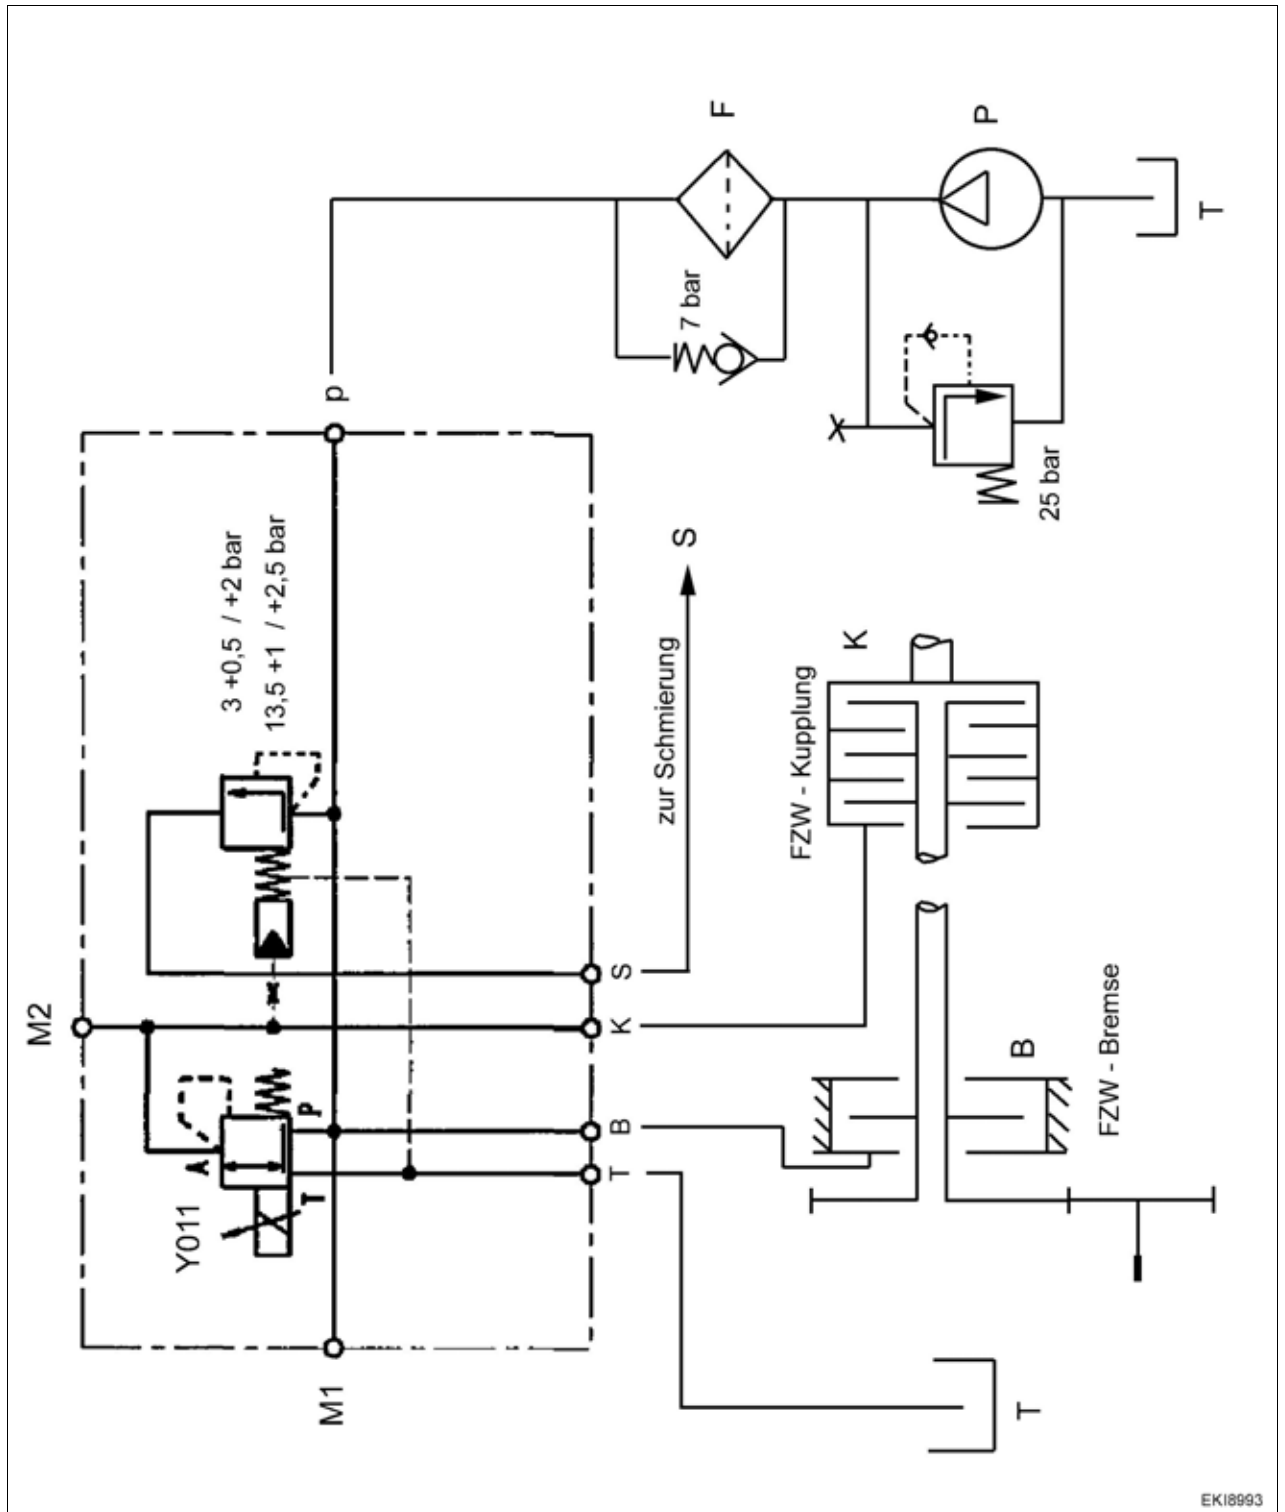 M2
3 +0,5 / +2 bar
13,5 +1 / +2,5 bar
p
F
P
T
7 bar
25 bar
Y011
A
P
T
M1
T
B
K
S
zur Schmierung
S
FZW - Kupplung
K
B
FZW - Bremse
T
EKI8993